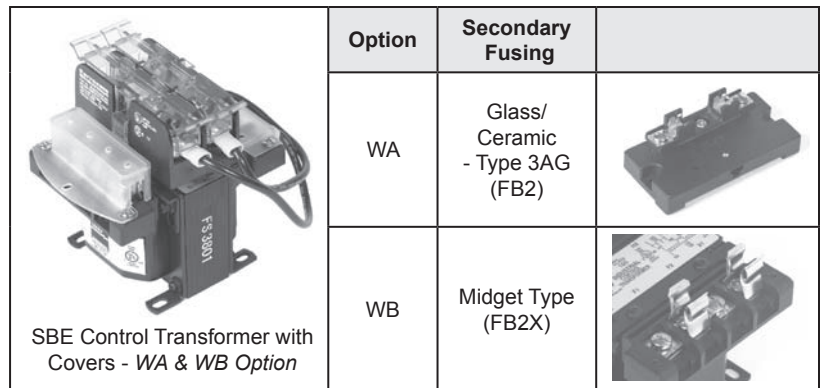 Option
Secondary
Fusing
WA
Glass/
Ceramic
- Type 3AG
(FB2)
WB
Midget Type
(FB2X)
FS3801
SBE Control Transformer with
Covers - WA & WB Option